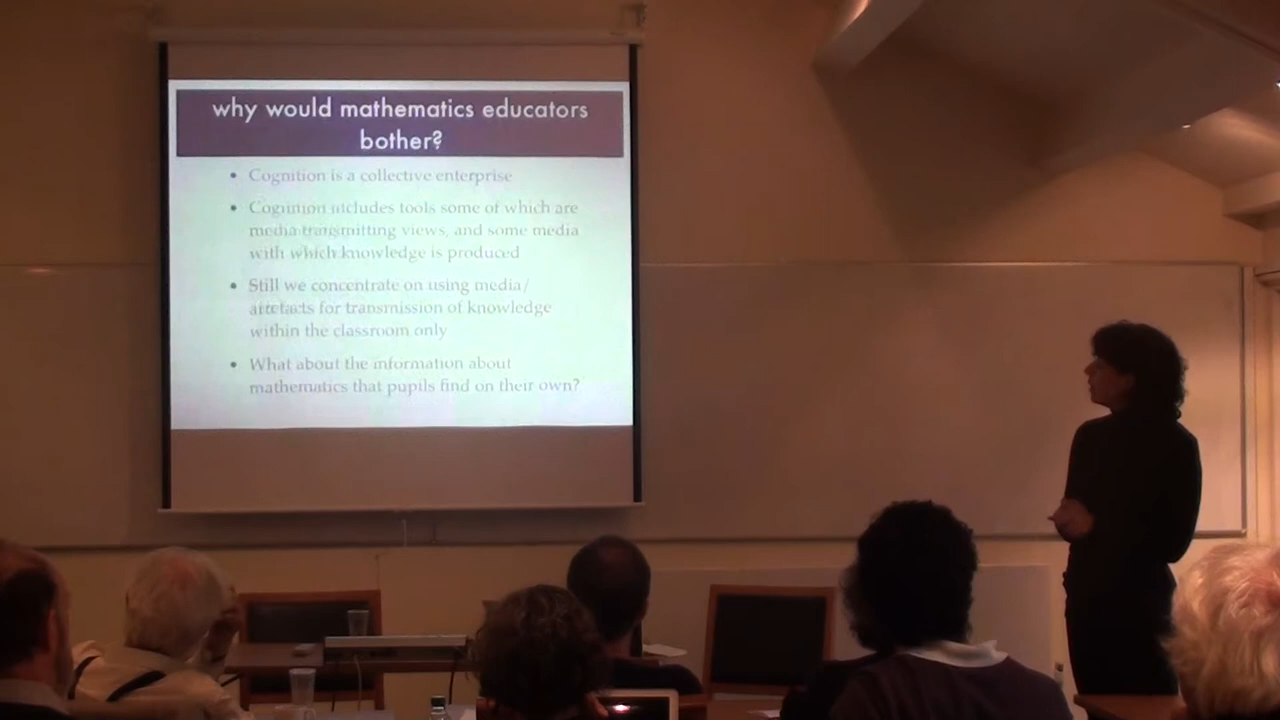 why would mathematics educators
bother?
• Cognition is a collective enterprise
• Cognition includes tools some of which are
media transmitting views, and some media
with which knowledge is produced
• Still we concentrate on using media/
artefacts for transmission of knowledge
within the classroom only
• What about the information about
mathematics that pupils find on their own?